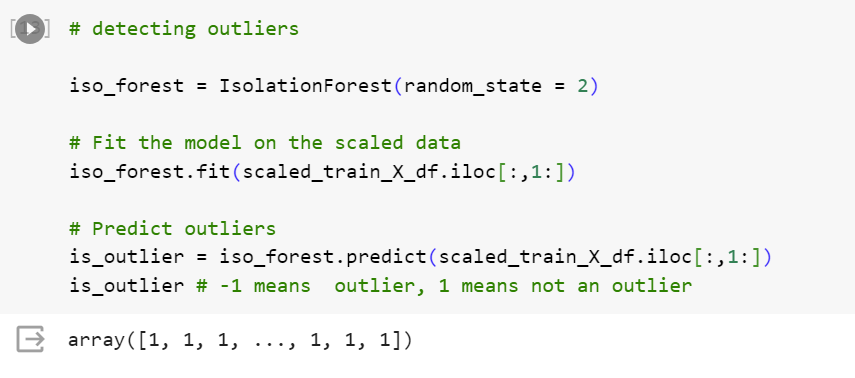 # detecting outliers
iso_forest = IsolationForest(random_state = 2)
# Fit the model on the scaled data
iso_forest.fit(scaled_train_X_df.iloc[:,1:])
# Predict outliers
is_outlier = iso_forest.predict(scaled_train_X_df.iloc[:,1:])
is_outlier # -1 means  outlier, 1 means not an outlier
array([1, 1, 1, ..., 1, 1, 1])